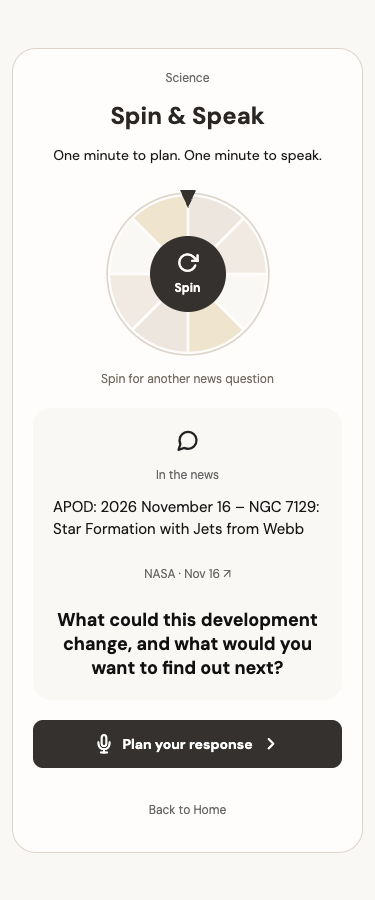 Science
Spin & Speak
One minute to plan. One minute to speak.
Spin
Spin for another news question
In the news
APOD: 2026 November 16 – NGC 7129:
Star Formation with Jets from Webb
NASA · Nov 16 ↗
What could this development
change, and what would you
want to find out next?
Plan your response
Back to Home